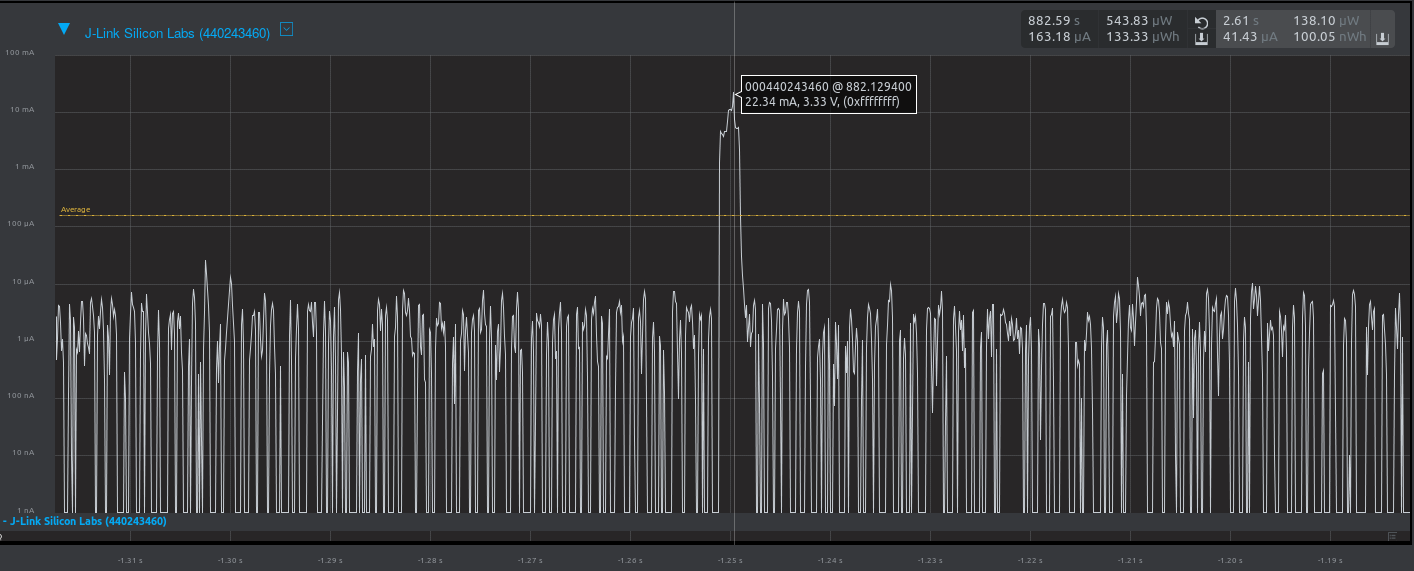 J-Link Silicon Labs (440243460)
882.59 s 543.83 µW
163.18 µA 133.33 µWh
2.61 s 138.10 µW
41.43 µA 100.05 nWh
100 mA
000440243460 @ 882.129400
22.34 mA, 3.33 V, (0xffffffff)
10 mA
1 mA
Average
100 µA
10 µA
1 µA
100 nA
10 nA
1 nA
- J-Link Silicon Labs (440243460)
-1.31 s -1.30 s -1.29 s -1.28 s -1.27 s -1.26 s -1.25 s -1.24 s -1.23 s -1.22 s -1.21 s -1.20 s -1.19 s